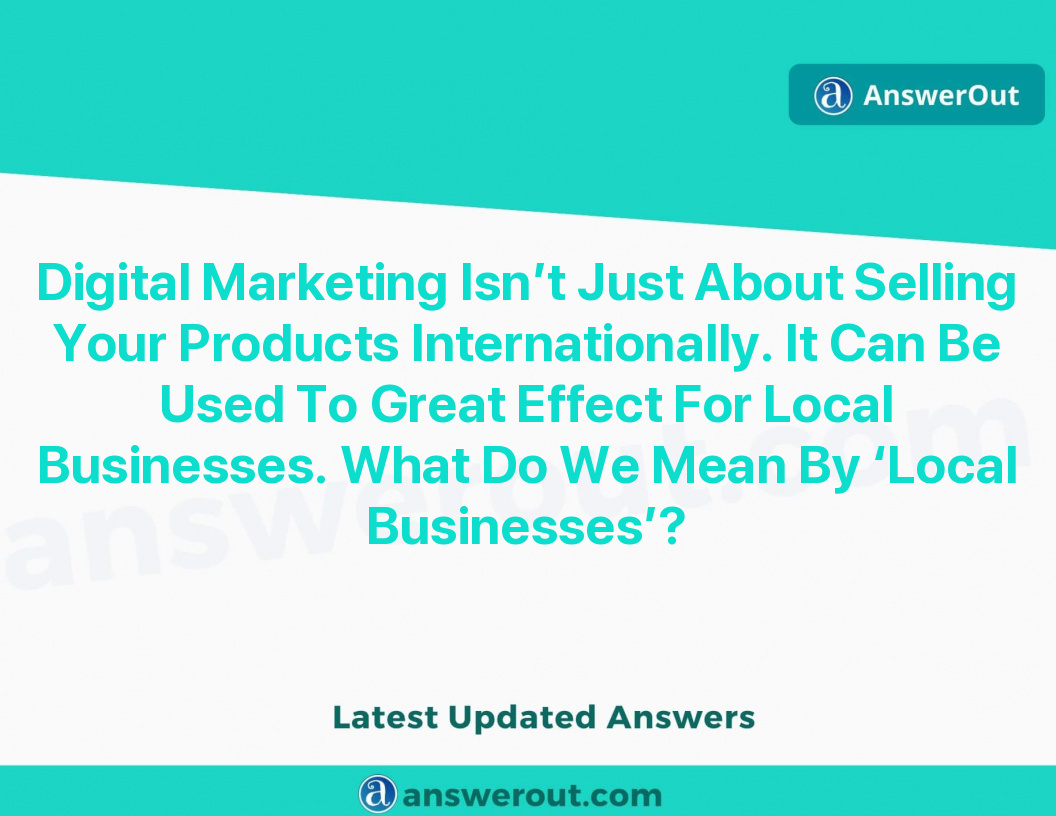 AnswerOut
Digital Marketing Isn’t Just About Selling
Your Products Internationally. It Can Be
Used To Great Effect For Local
Businesses. What Do We Mean By ‘Local
Businesses’?
answerout.com
Latest Updated Answers
answerout.com